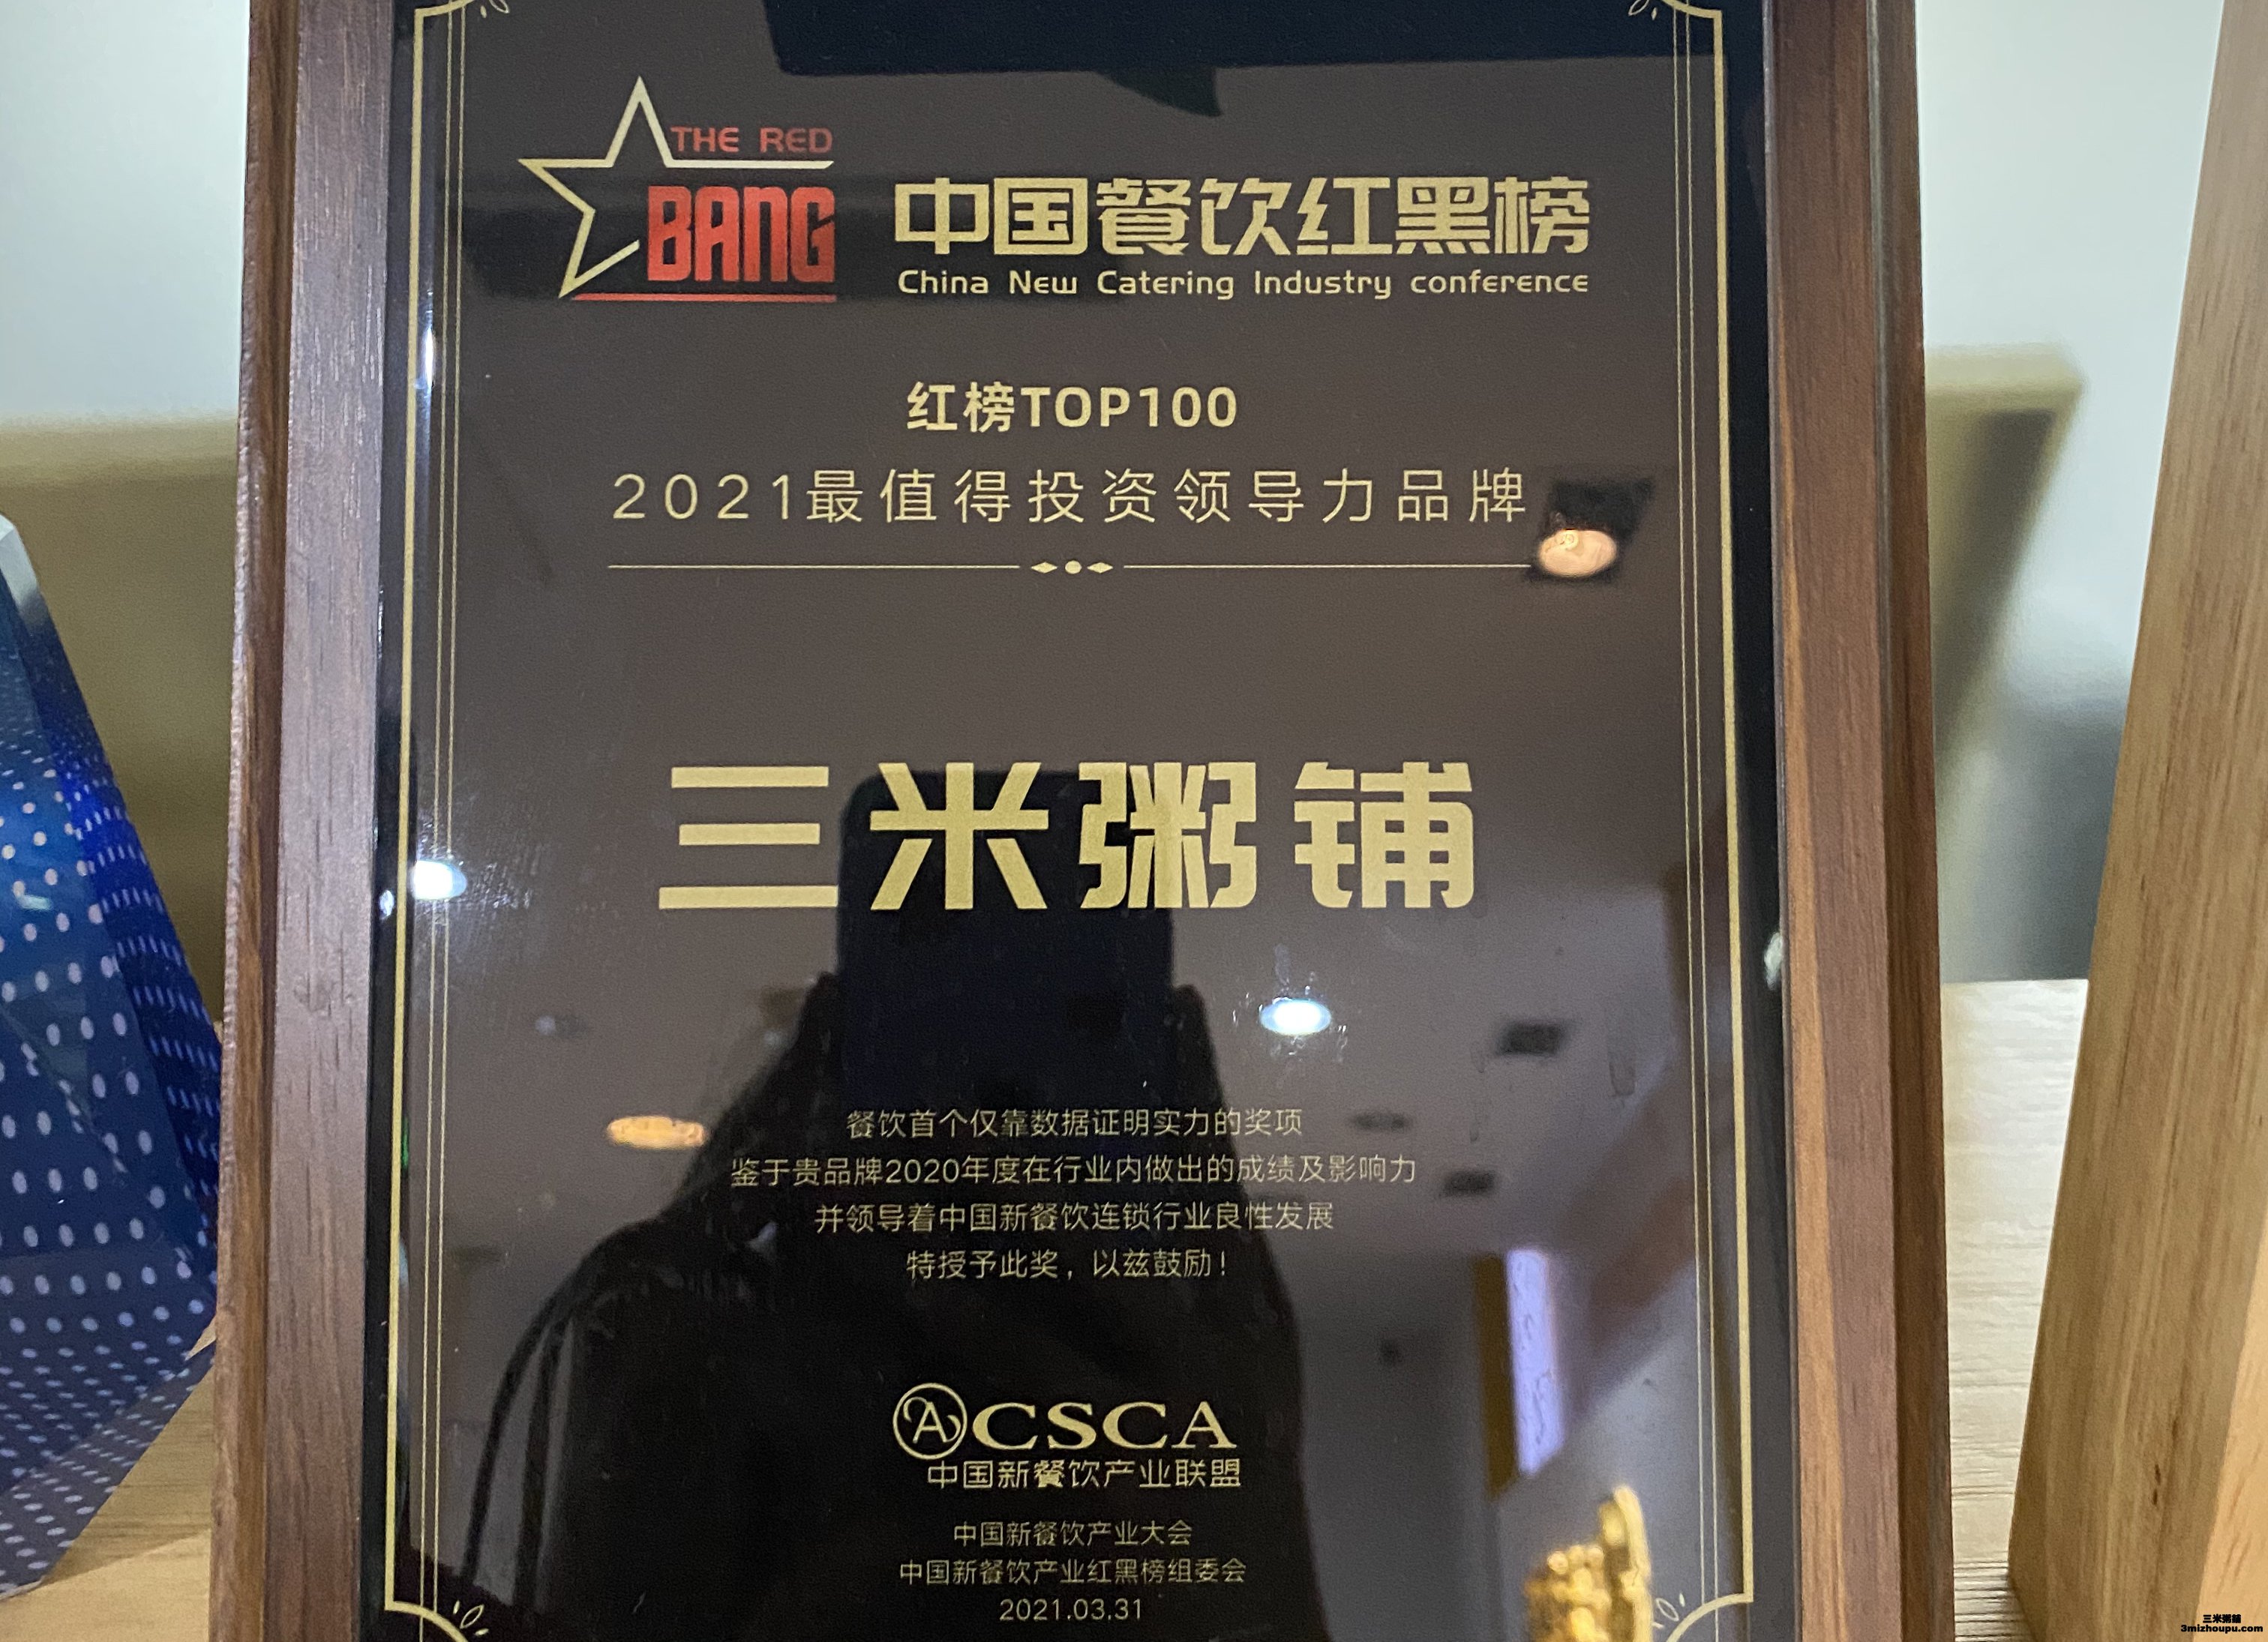 THE RED
BANG
中国餐饮红黑榜
China New Catering Industry conference
红榜TOP100
2021最值得投资领导力品牌
三米粥铺
餐饮首个仅靠数据证明实力的奖项
鉴于贵品牌2020年度在行业内做出的成绩及影响力
并领导着中国新餐饮连锁行业良性发展
特授予此奖，以兹鼓励！
A CSCA
中国新餐饮产业联盟
中国新餐饮产业大会
中国新餐饮产业红黑榜组委会
2021.03.31
三米粥鋪
3mizhoupu.com